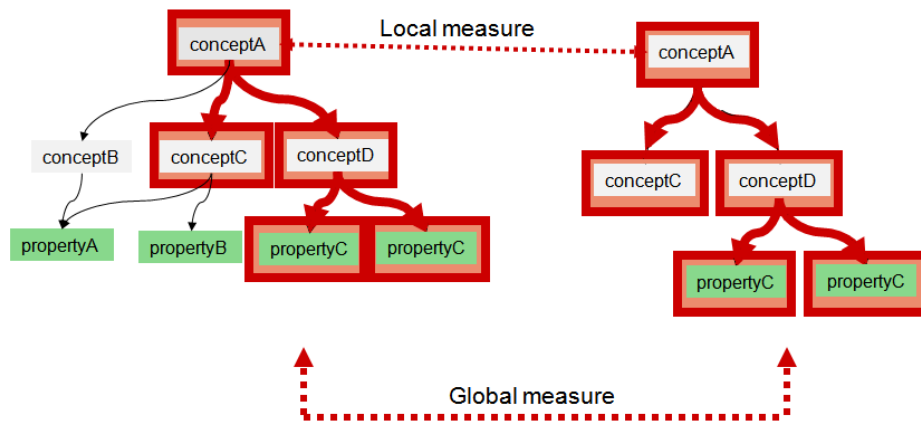 Local measure
conceptA
conceptA
conceptB
conceptC
conceptD
conceptC
conceptD
propertyA
propertyB
propertyC
propertyC
propertyC
propertyC
Global measure